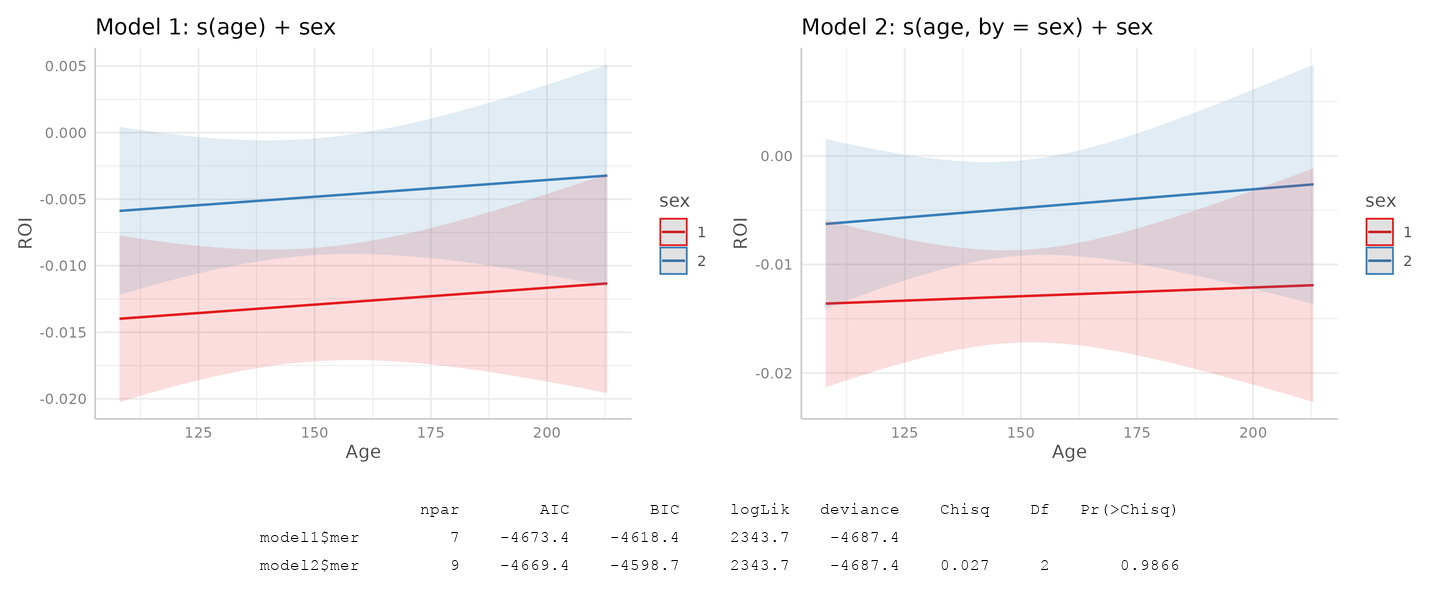 Model 1: s(age) + sex
0.005
0.000
-0.005
-0.010
-0.015
-0.020
ROI
125 150 175 200
Age
sex
1
2
Model 2: s(age, by = sex) + sex
0.00
-0.01
-0.02
ROI
125 150 175 200
Age
sex
1
2
npar AIC BIC logLik deviance Chisq Df Pr(>Chisq)
model1$mer 7 -4673.4 -4618.4 2343.7 -4687.4
model2$mer 9 -4669.4 -4598.7 2343.7 -4687.4 0.027 2 0.9866